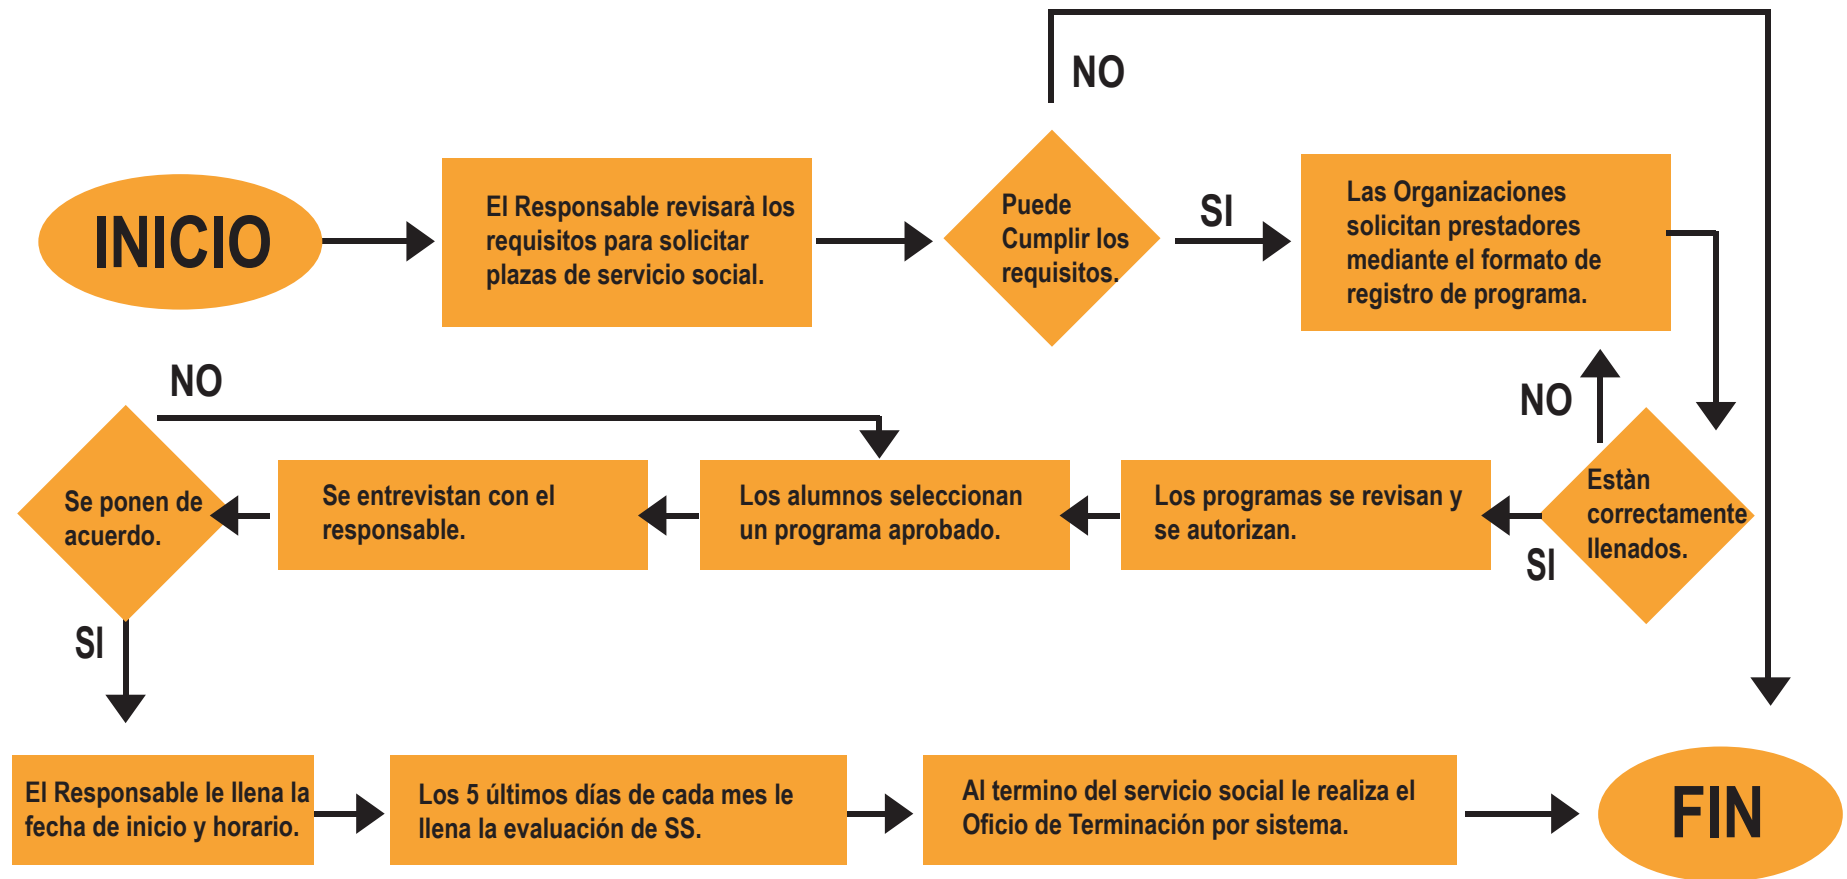 INICIO
El Responsable revisarà los
requisitos para solicitar
plazas de servicio social.
Puede
Cumplir los
requisitos.
NO
SI
Las Organizaciones
solicitan prestadores
mediante el formato de
registro de programa.
NO
Estàn
correctamente
llenados.
SI
Los programas se revisan y
se autorizan.
Los alumnos seleccionan
un programa aprobado.
Se entrevistan con el
responsable.
Se ponen de
acuerdo.
NO
SI
El Responsable le llena la
fecha de inicio y horario.
Los 5 últimos días de cada mes le
llena la evaluación de SS.
Al termino del servicio social le realiza el
Oficio de Terminación por sistema.
FIN